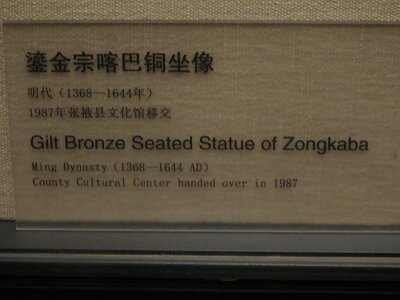 鎏金宗喀巴铜坐像
明代（1368—1644年）
1987年张掖县文化馆移交
Gilt Bronze Seated Statue of Zongkaba
Ming Dynasty (1368—1644 AD)
County Cultural Center handed over in 1987